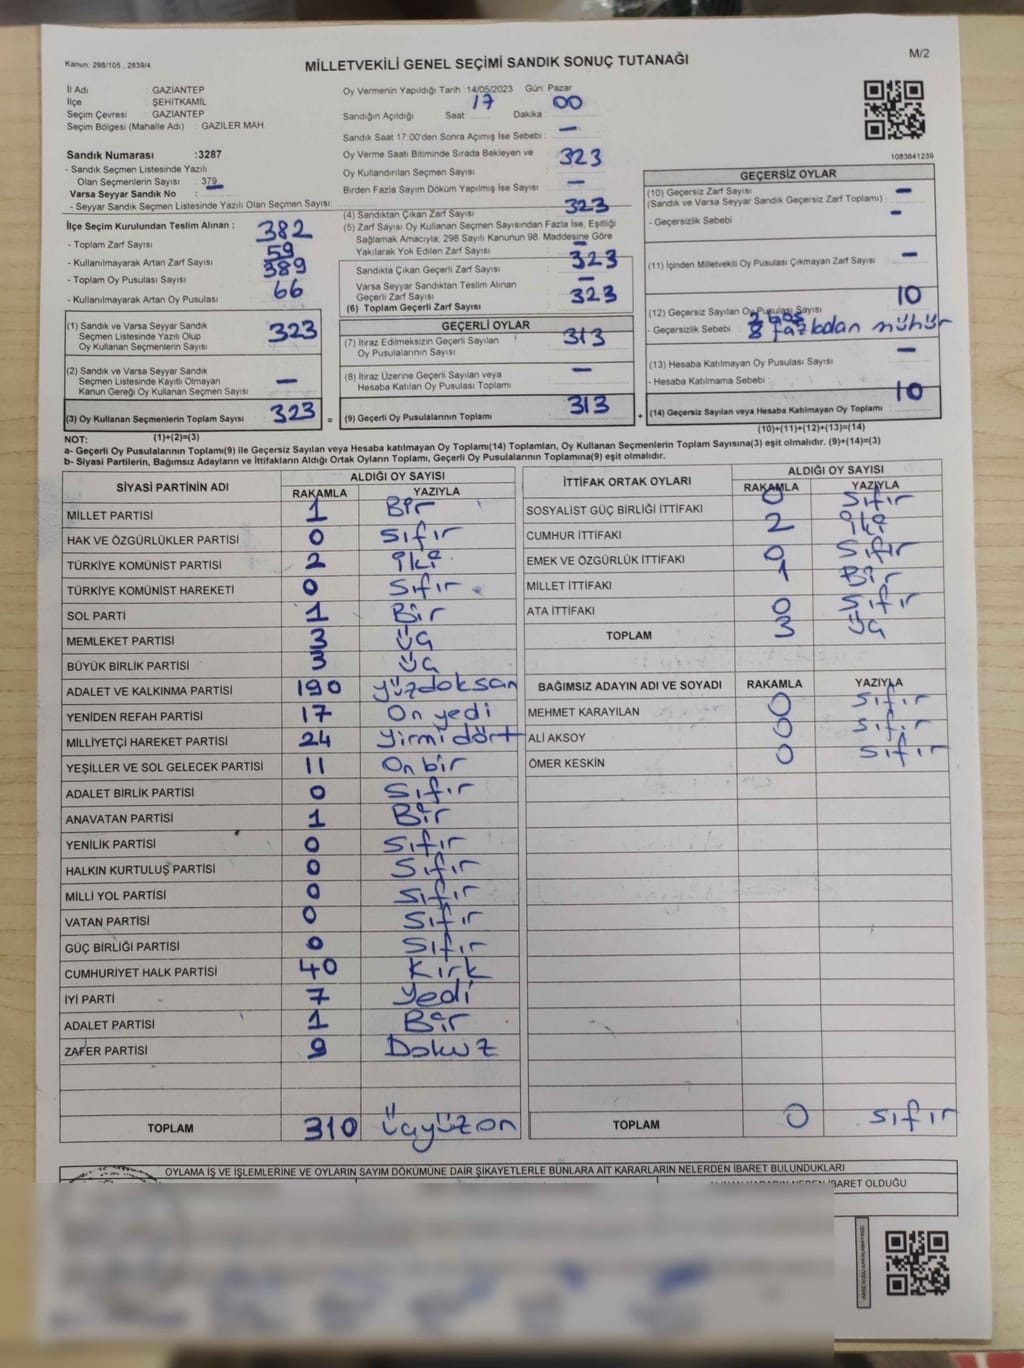 Kanun: 298/105 , 2839/4
MİLLETVEKİLİ GENEL SEÇİMİ SANDIK SONUÇ TUTANAĞI
M/2
İl Adı : GAZİANTEP
İlçe : ŞEHİTKAMİL
Seçim Çevresi : GAZİANTEP
Seçim Bölgesi (Mahalle Adı) : GAZİLER MAH.
Sandık Numarası :3287
- Sandık Seçmen Listesinde Yazılı
Olan Seçmenlerin Sayısı : 379
Varsa Seyyar Sandık No : –
- Seyyar Sandık Seçmen Listesinde Yazılı Olan Seçmen Sayısı:
Oy Vermenin Yapıldığı Tarih :14/05/2023 Gün: Pazar
Sandığın Açıldığı Saat : 17 Dakika : 00
Sandık Saat 17:00'den Sonra Açımış İse Sebebi : –
Oy Verme Saati Bitiminde Sırada Bekleyen ve
Oy Kullandırılan Seçmen Sayısı : 323
Birden Fazla Sayım Döküm Yapılmış İse Sayısı : –
1083841239
İlçe Seçim Kurulundan Teslim Alınan :
- Toplam Zarf Sayısı : 382
- Kullanılmayarak Artan Zarf Sayısı : 59
- Toplam Oy Pusulası Sayısı : 389
- Kullanılmayarak Artan Oy Pusulası : 66
(1) Sandık ve Varsa Seyyar Sandık
Seçmen Listesinde Yazılı Olup
Oy Kullanan Seçmenlerin Sayısı 323
(2) Sandık ve Varsa Seyyar Sandık
Seçmen Listesinde Kayıtlı Olmayan
Kanun Gereği Oy Kullanan Seçmen Sayısı –
(3) Oy Kullanan Seçmenlerin Toplam Sayısı 323 =
(1)+(2)=(3)
(4) Sandıktan Çıkan Zarf Sayısı : 323
(5) Zarf Sayısı Oy Kullanan Seçmen Sayısından Fazla İse, Eşitliği
Sağlamak Amacıyla, 298 Sayılı Kanunun 98. Maddesine Göre
Yakılarak Yok Edilen Zarf Sayısı : –
Sandıkta Çıkan Geçerli Zarf Sayısı : 323
Varsa Seyyar Sandıktan Teslim Alınan
Geçerli Zarf Sayısı : –
(6) Toplam Geçerli Zarf Sayısı : 323
GEÇERLİ OYLAR
(7) İtiraz Edilmeksizin Geçerli Sayılan
Oy Pusulalarının Sayısı : 313
(8) İtiraz Üzerine Geçerli Sayılan veya
Hesaba Katılan Oy Pusulası Toplamı : –
(9) Geçerli Oy Pusulalarının Toplamı : 313 +
GEÇERSİZ OYLAR
(10) Geçersiz Zarf Sayısı –
(Sandık ve Varsa Seyyar Sandık Geçersiz Zarf Toplamı) :
- Geçersizlik Sebebi : –
(11) İçinden Milletvekili Oy Pusulası Çıkmayan Zarf Sayısı : –
(12) Geçersiz Sayılan Oy Pusulası Sayısı : 10
- Geçersizlik Sebebi : 2 boş
8 fazladan mühür
(13) Hesaba Katılmayan Oy Pusulası Sayısı : –
- Hesaba Katılmama Sebebi :
(14) Geçersiz Sayılan veya Hesaba Katılmayan Oy Toplamı : 10
(10)+(11)+(12)+(13)=(14)
NOT:
a- Geçerli Oy Pusulalarının Toplamı(9) ile Geçersiz Sayılan veya Hesaba katılmayan Oy Toplamı(14) Toplamları, Oy Kullanan Seçmenlerin Toplam Sayısına(3) eşit olmalıdır. (9)+(14)=(3)
b- Siyasi Partilerin, Bağımsız Adayların ve İttifakların Aldığı Ortak Oyların Toplamı, Geçerli Oy Pusulalarının Toplamına(9) eşit olmalıdır.
SİYASİ PARTİNİN ADI ALDIĞI OY SAYISI
RAKAMLA YAZIYLA
MİLLET PARTİSİ 1 Bir
HAK VE ÖZGÜRLÜKLER PARTİSİ 0 Sıfır
TÜRKİYE KOMÜNİST PARTİSİ 2 iki
TÜRKİYE KOMÜNİST HAREKETİ 0 Sıfır
SOL PARTİ 1 Bir
MEMLEKET PARTİSİ 3 Üç
BÜYÜK BİRLİK PARTİSİ 3 Üç
ADALET VE KALKINMA PARTİSİ 190 yüzdoksan
YENİDEN REFAH PARTİSİ 17 On yedi
MİLLİYETÇİ HAREKET PARTİSİ 24 yirmi dört
YEŞİLLER VE SOL GELECEK PARTİSİ 11 On bir
ADALET BİRLİK PARTİSİ 0 Sıfır
ANAVATAN PARTİSİ 1 Bir
YENİLİK PARTİSİ 0 Sıfır
HALKIN KURTULUŞ PARTİSİ 0 Sıfır
MİLLİ YOL PARTİSİ 0 Sıfır
VATAN PARTİSİ 0 Sıfır
GÜÇ BİRLİĞİ PARTİSİ 0 Sıfır
CUMHURİYET HALK PARTİSİ 40 Kırk
İYİ PARTİ 7 yedi
ADALET PARTİSİ 1 Bir
ZAFER PARTİSİ 9 Dokuz
TOPLAM 310 üçyüzon
İTTİFAK ORTAK OYLARI ALDIĞI OY SAYISI
RAKAMLA YAZIYLA
SOSYALİST GÜÇ BİRLİĞİ İTTİFAKI 0 Sıfır
CUMHUR İTTİFAKI 2 iki
EMEK VE ÖZGÜRLÜK İTTİFAKI 0 Sıfır
MİLLET İTTİFAKI 1 Bir
ATA İTTİFAKI 0 Sıfır
TOPLAM 3 Üç
BAĞIMSIZ ADAYIN ADI VE SOYADI RAKAMLA YAZIYLA
MEHMET KARAYILAN 0 Sıfır
ALİ AKSOY 0 Sıfır
ÖMER KESKİN 0 Sıfır
TOPLAM 0 Sıfır
OYLAMA İŞ VE İŞLEMLERİNE VE OYLARIN SAYIM DÖKÜMÜNE DAİR ŞİKAYETLERLE BUNLARA AİT KARARLARIN NELERDEN İBARET BULUNDUKLARI
İBARET OLDUĞU